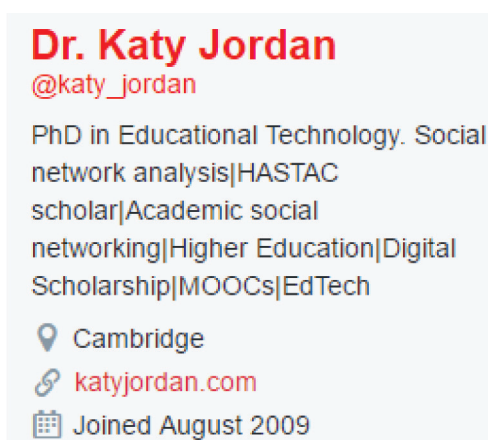 Dr. Katy Jordan
@katy_jordan
PhD in Educational Technology. Social
network analysis|HASTAC
scholar|Academic social
networking|Higher Education|Digital
Scholarship|MOOCs|EdTech
Cambridge
katyjordan.com
Joined August 2009